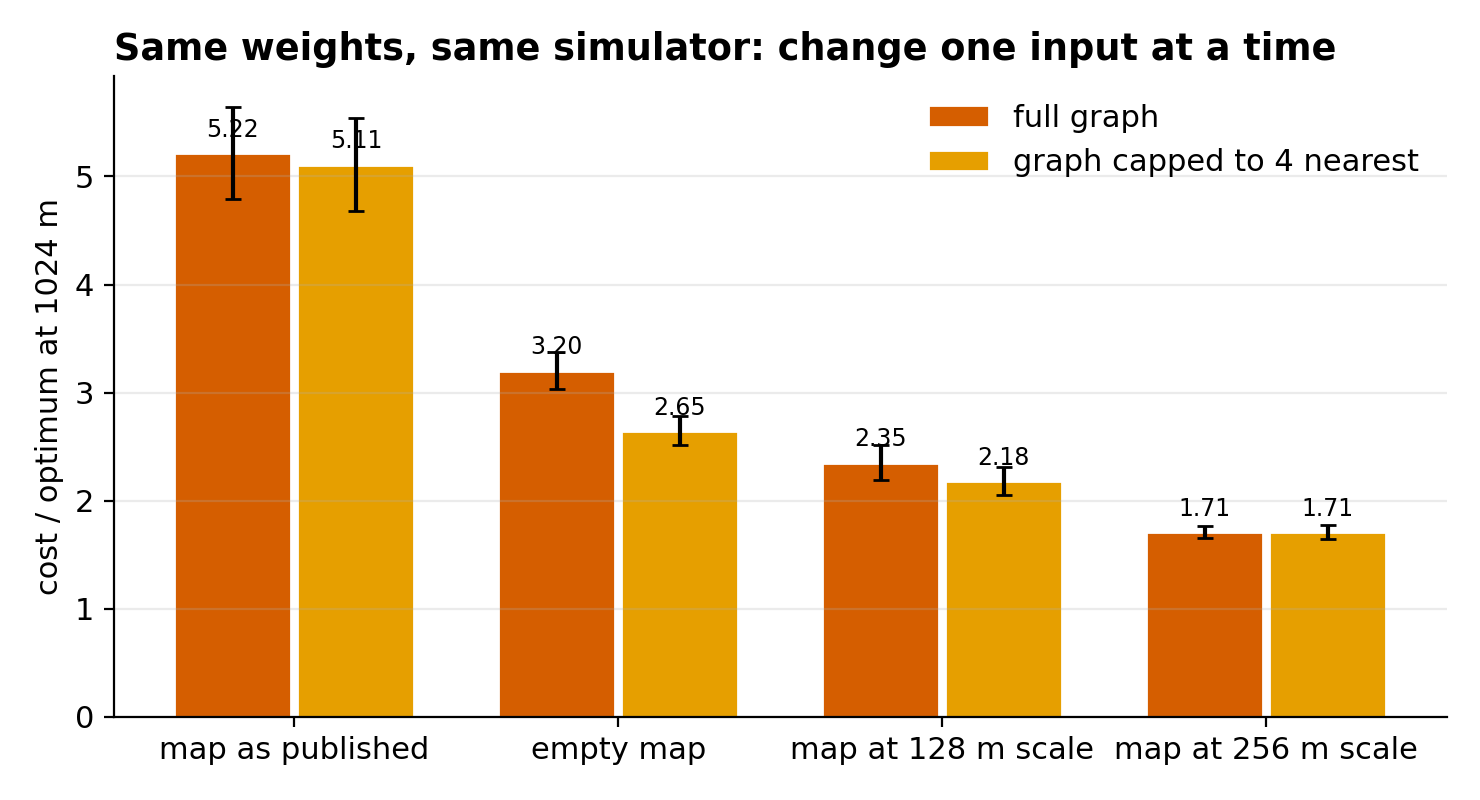 Same weights, same simulator: change one input at a time
full graph
graph capped to 4 nearest
cost / optimum at 1024 m
5
4
3
2
1
0
5.22
5.11
3.20
2.65
2.35
2.18
1.71
1.71
map as published
empty map
map at 128 m scale
map at 256 m scale